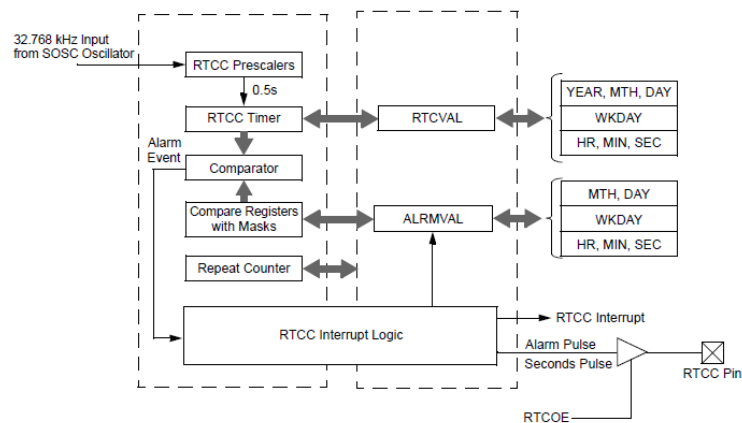 32.768 kHz Input
from SOSC Oscillator
RTCC Prescalers
0.5s
YEAR, MTH, DAY
RTCC Timer
RTCVAL
WKDAY
HR, MIN, SEC
Alarm
Event
Comparator
MTH, DAY
Compare Registers
with Masks
ALRMVAL
WKDAY
HR, MIN, SEC
Repeat Counter
RTCC Interrupt Logic
RTCC Interrupt
Alarm Pulse
Seconds Pulse
RTCC Pin
RTCOE